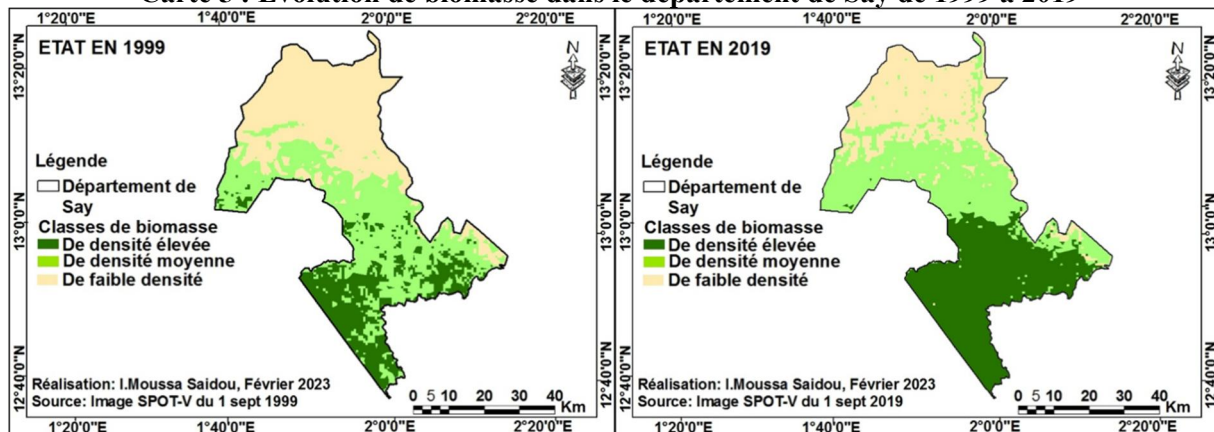 Carte 5 : Evolution de biomasse dans le département de Say de 1999 à 2019
1°20'0"E 1°40'0"E 2°0'0"E 2°20'0"E
ETAT EN 1999
N
13°20'0"N
13°0'0"N
12°40'0"N
Légende
Département de
Say
Classes de biomasse
De densité élevée
De densité moyenne
De faible densité
Réalisation: I.Moussa Saidou, Février 2023
Source: Image SPOT-V du 1 sept 1999
0 5 10 20 30 40
Km
13°20'0"N
13°0'0"N
12°40'0"N
1°20'0"E 1°40'0"E 2°0'0"E 2°20'0"E
1°20'0"E 1°40'0"E 2°0'0"E 2°20'0"E
ETAT EN 2019
N
13°20'0"N
13°0'0"N
12°40'0"N
Légende
Département de
Say
Classes de biomasse
De densité élevée
De densité moyenne
De faible densité
Réalisation: I.Moussa Saidou, Février 2023
Source: Image SPOT-V du 1 sept 2019
0 5 10 20 30 40
Km
1°20'0"E 1°40'0"E 2°0'0"E 2°20'0"E